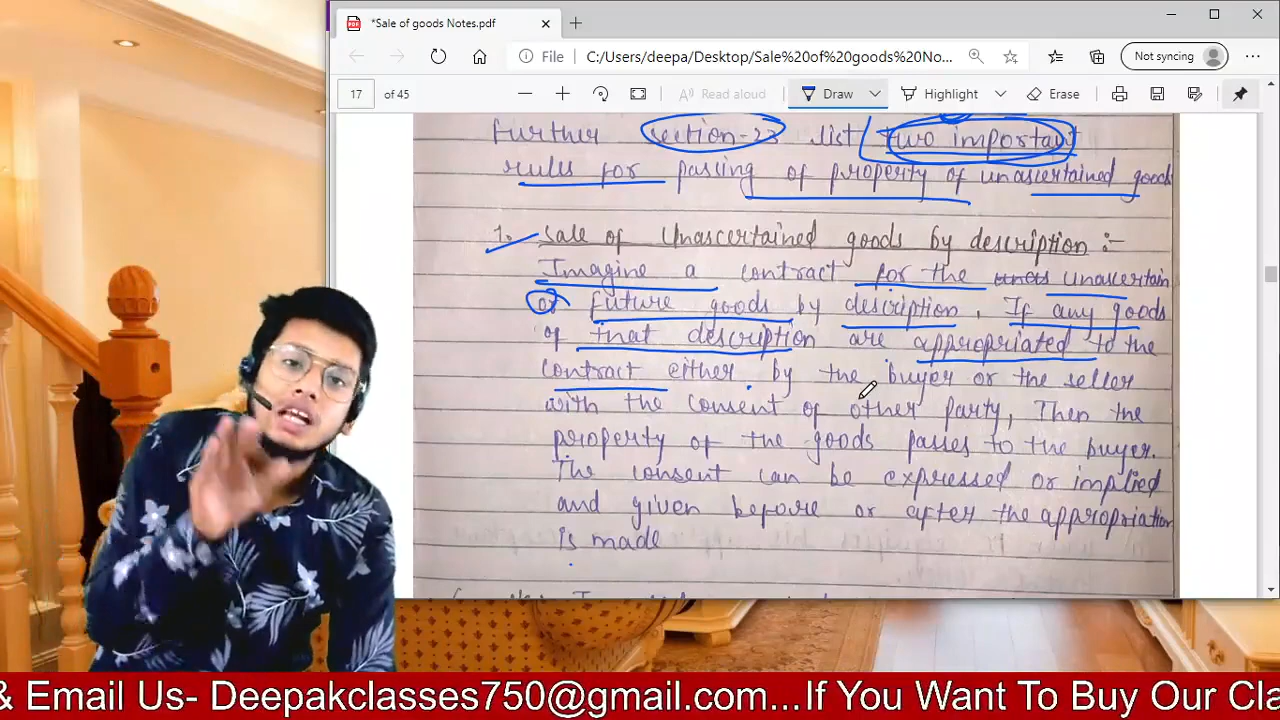 *Sale of goods Notes.pdf
File C:/Users/deepa/Desktop/Sale%20of%20goods%20No... Not syncing
17 of 45 Read aloud Draw Highlight Erase
Further section-23 list two important
rules for passing of property of unascertained goods
1. Sale of Unascertained goods by description :-
Imagine a contract for the Unascertain
or future goods by description. If any goods
of that description are appropriated to the
contract either by the buyer or the seller
with the consent of other party, Then the
property of the goods passes to the buyer.
The consent can be expressed or implied
and given before or after the appropriation
is made
& Email Us- Deepakclasses750@gmail.com...If You Want To Buy Our Cla